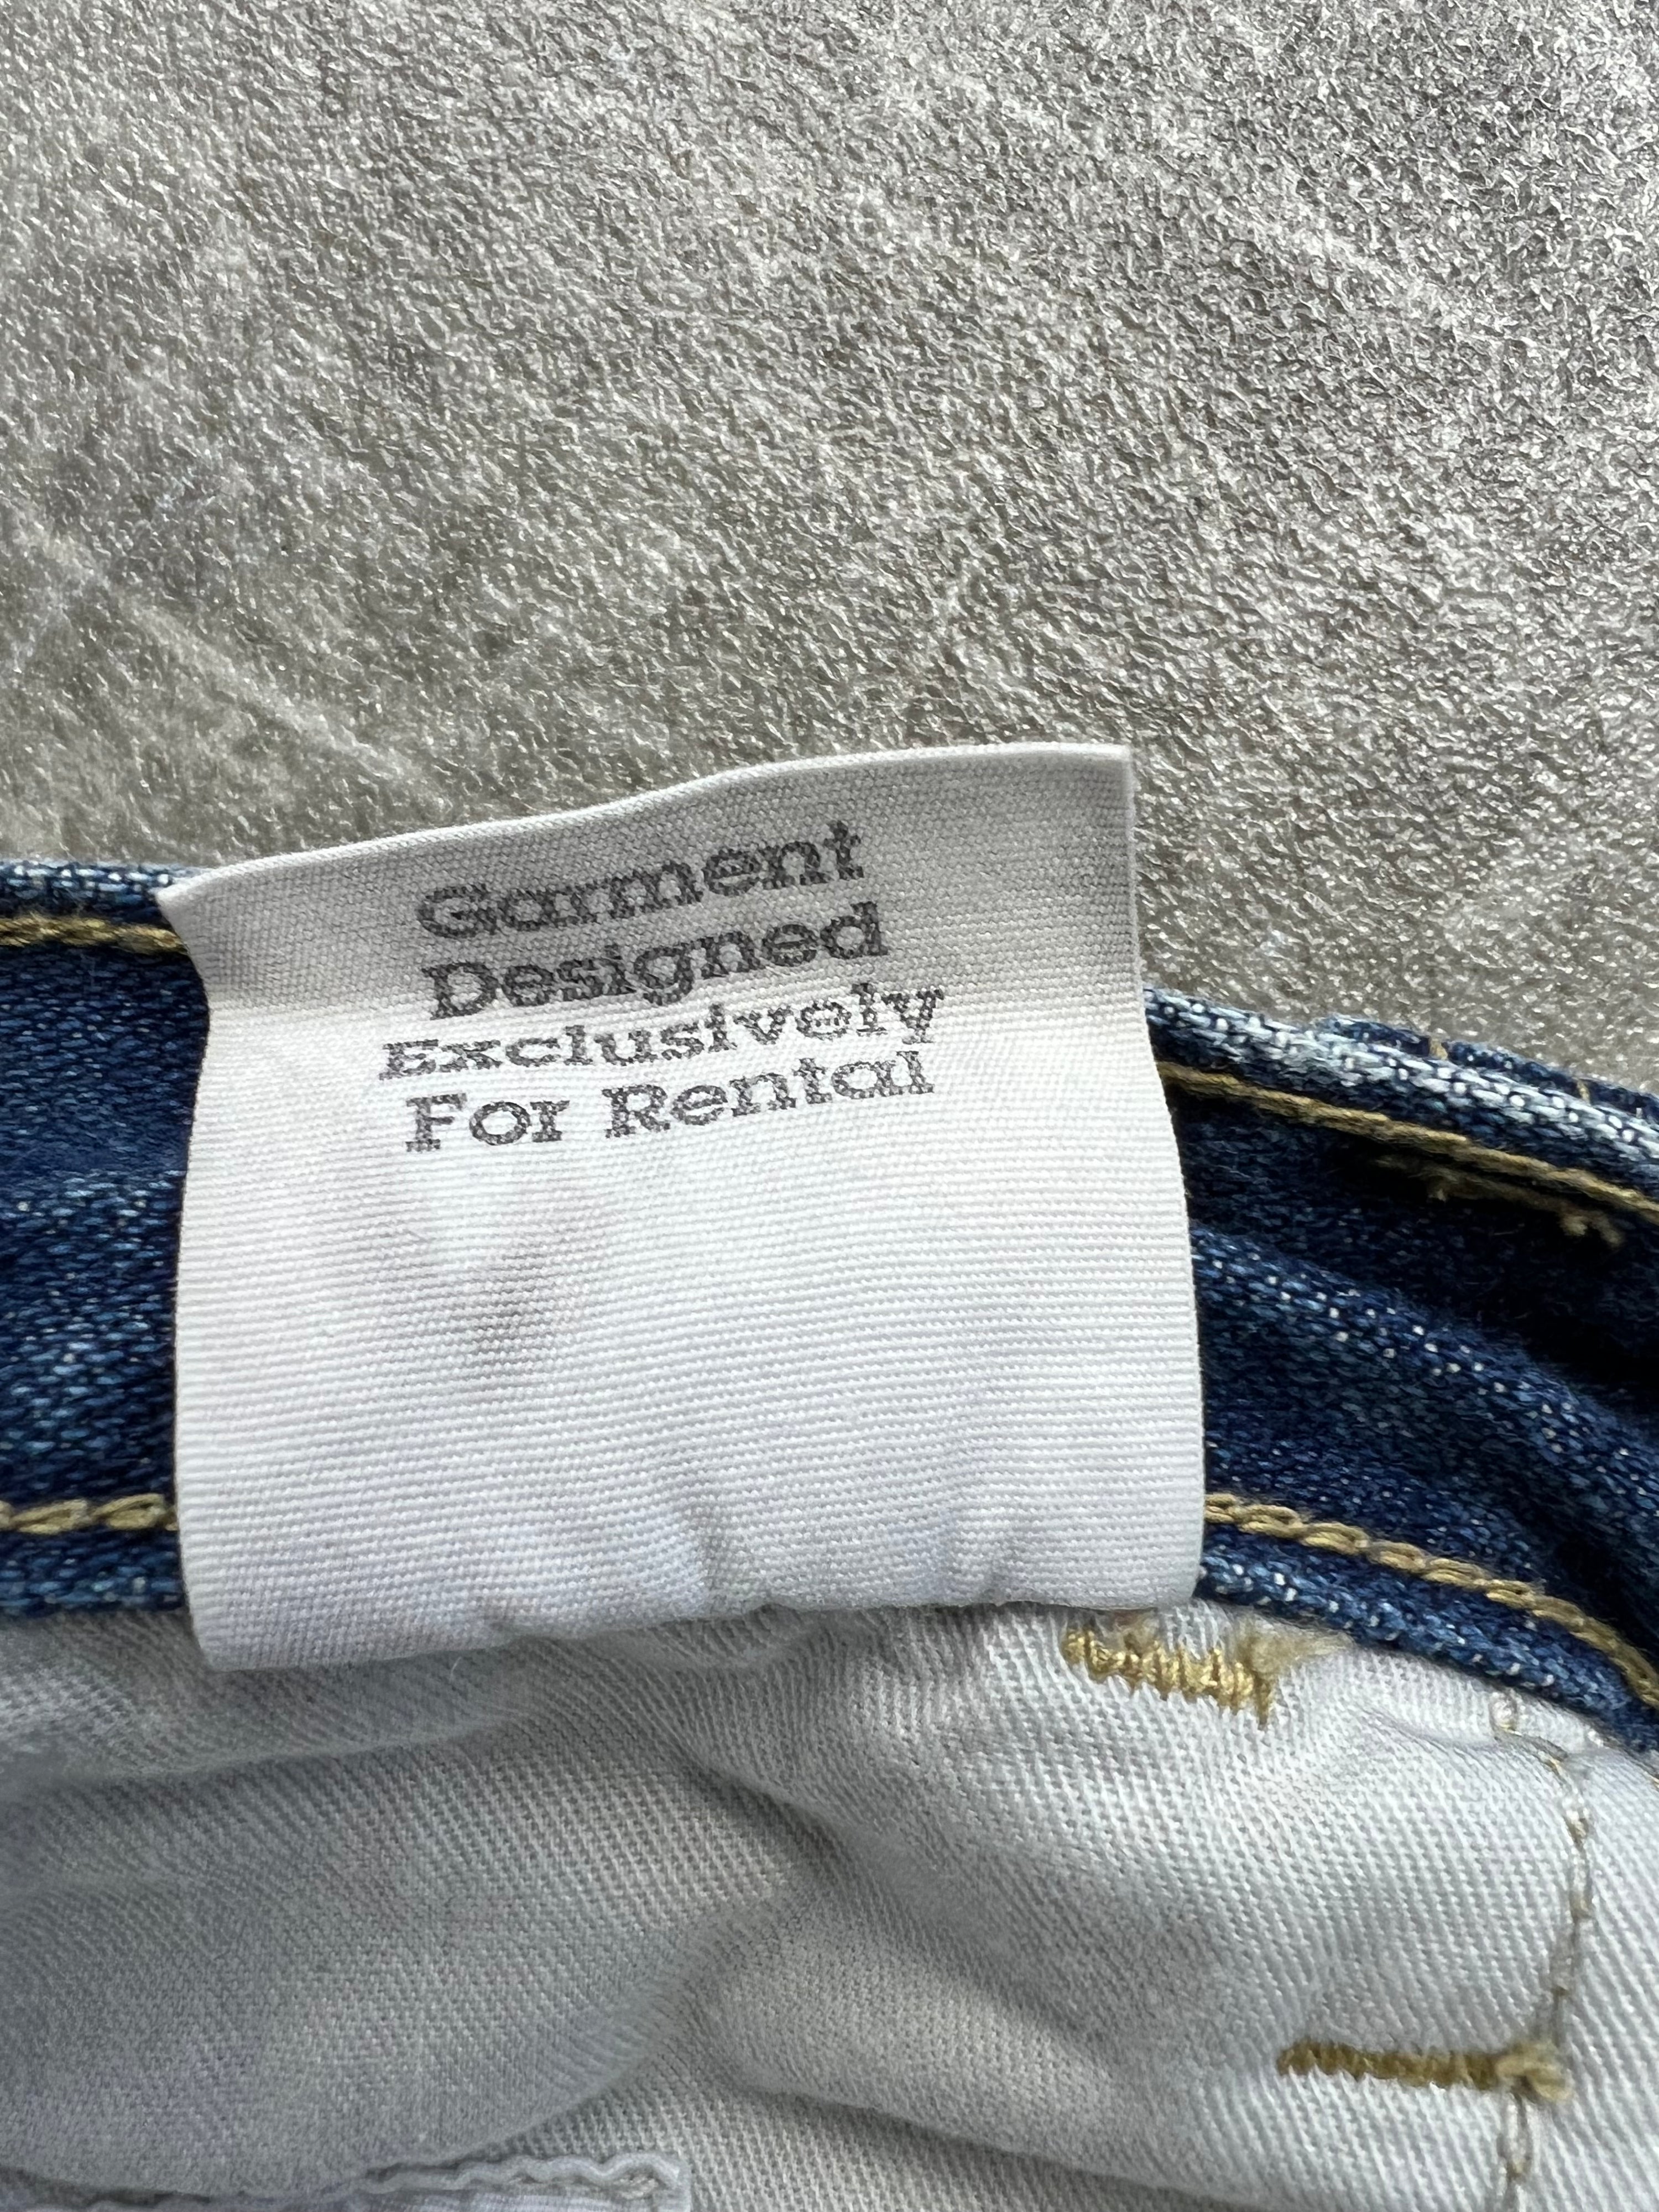 Garment
Designed
Exclusively
For Rental